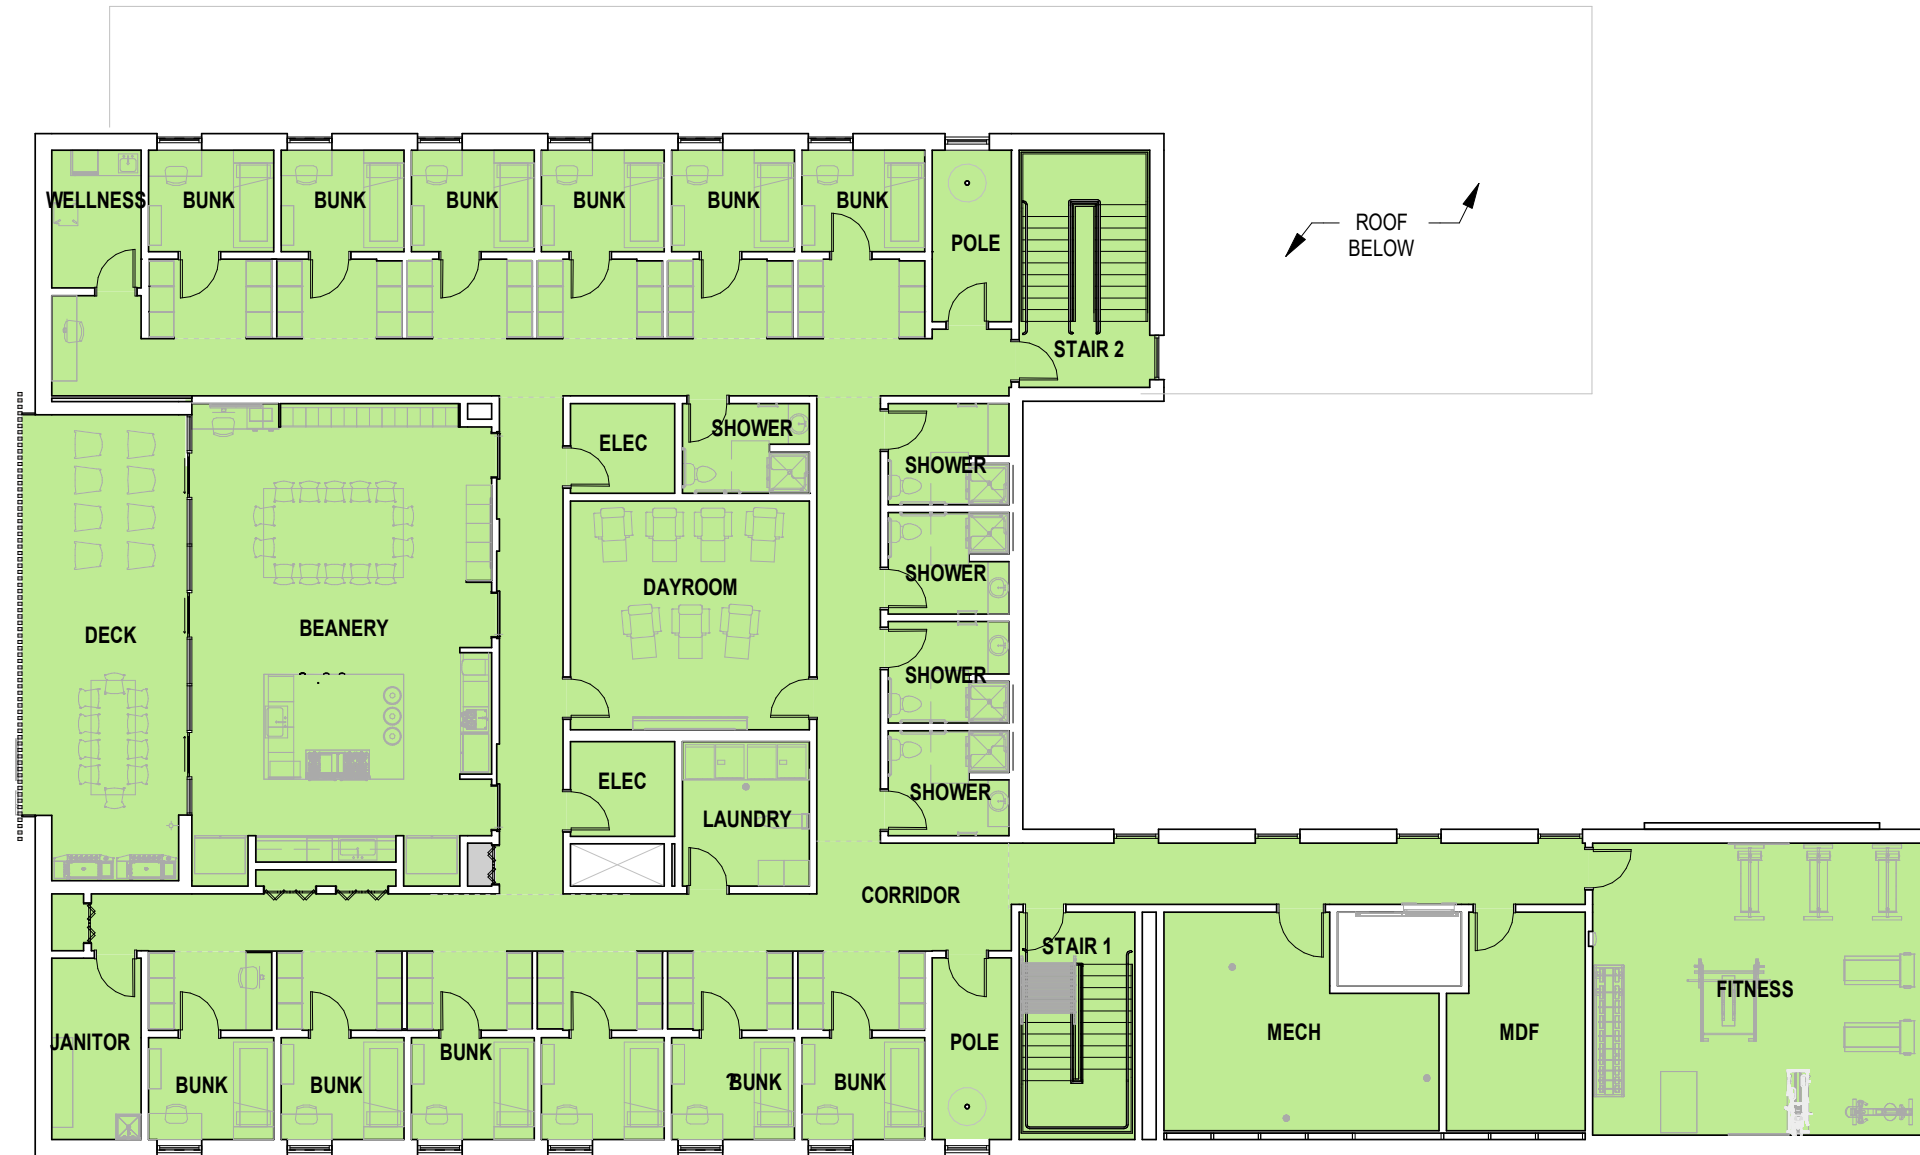 ROOF
BELOW
WELLNESS
BUNK
BUNK
BUNK
BUNK
BUNK
BUNK
POLE
STAIR 2
ELEC
SHOWER
SHOWER
SHOWER
DAYROOM
DECK
BEANERY
SHOWER
ELEC
LAUNDRY
SHOWER
CORRIDOR
STAIR 1
JANITOR
BUNK
BUNK
BUNK
BUNK
BUNK
POLE
MECH
MDF
FITNESS